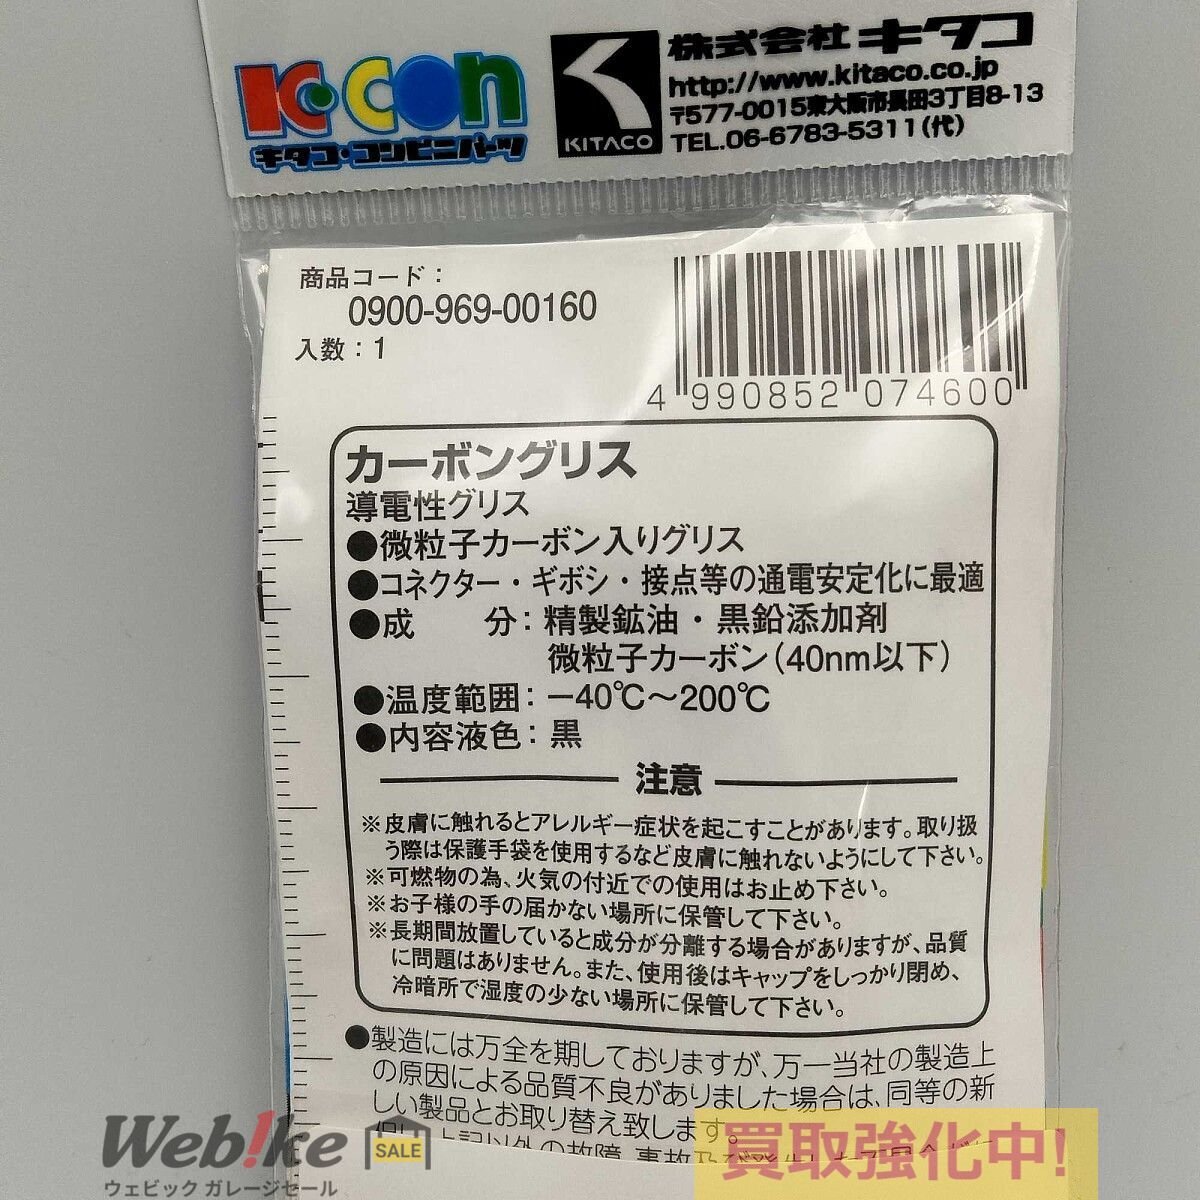 K・CON
キタコ・コンビニパーツ
KITACO
株式会社 キタコ
http://www.kitaco.co.jp
〒577-0015東大阪市長田3丁目8-13
TEL.06-6783-5311(代)
商品コード:
0900-969-00160
入数:1
4 990852 074600
カーボングリス
導電性グリス
●微粒子カーボン入りグリス
●コネクター・ギボシ・接点等の通電安定化に最適
●成 分:精製鉱油・黒鉛添加剤
微粒子カーボン(40nm以下)
●温度範囲:−40℃〜200℃
●内容液色:黒
注意
※皮膚に触れるとアレルギー症状を起こすことがあります。取り扱
う際は保護手袋を使用するなど皮膚に触れないようにして下さい。
※可燃物の為、火気の付近での使用はお止め下さい。
※お子様の手の届かない場所に保管して下さい。
※長期間放置していると成分が分離する場合がありますが、品質
に問題はありません。また、使用後はキャップをしっかり閉め、
冷暗所で湿度の少ない場所に保管して下さい。
●製造には万全を期しておりますが、万一当社の製造上
の原因による品質不良がありました場合は、同等の新
しい製品とお取り替え致します。
上記以外の故障、事故及び
Web!ke
SALE
ウェビック ガレージセール
買取強化中!